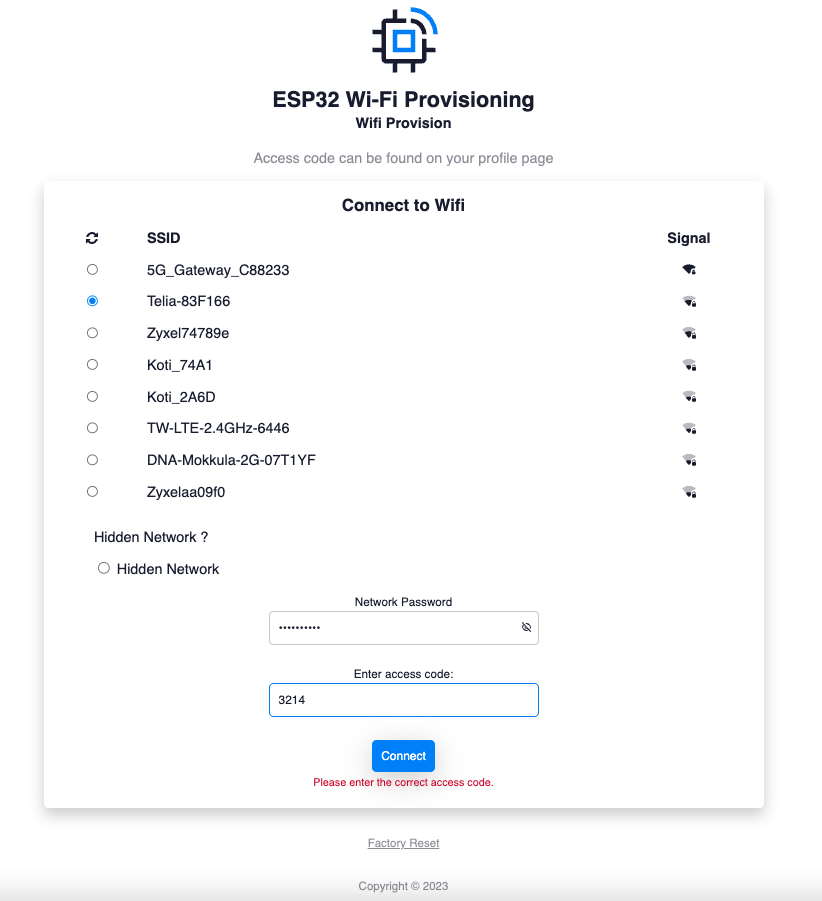 ESP32 Wi-Fi Provisioning
Wifi Provision
Access code can be found on your profile page
Connect to Wifi
SSID Signal
5G_Gateway_C88233
Telia-83F166
Zyxel74789e
Koti_74A1
Koti_2A6D
TW-LTE-2.4GHz-6446
DNA-Mokkula-2G-07T1YF
Zyxelaa09f0
Hidden Network ?
Hidden Network
Network Password
••••••••••
Enter access code:
3214
Connect
Please enter the correct access code.
Factory Reset
Copyright © 2023